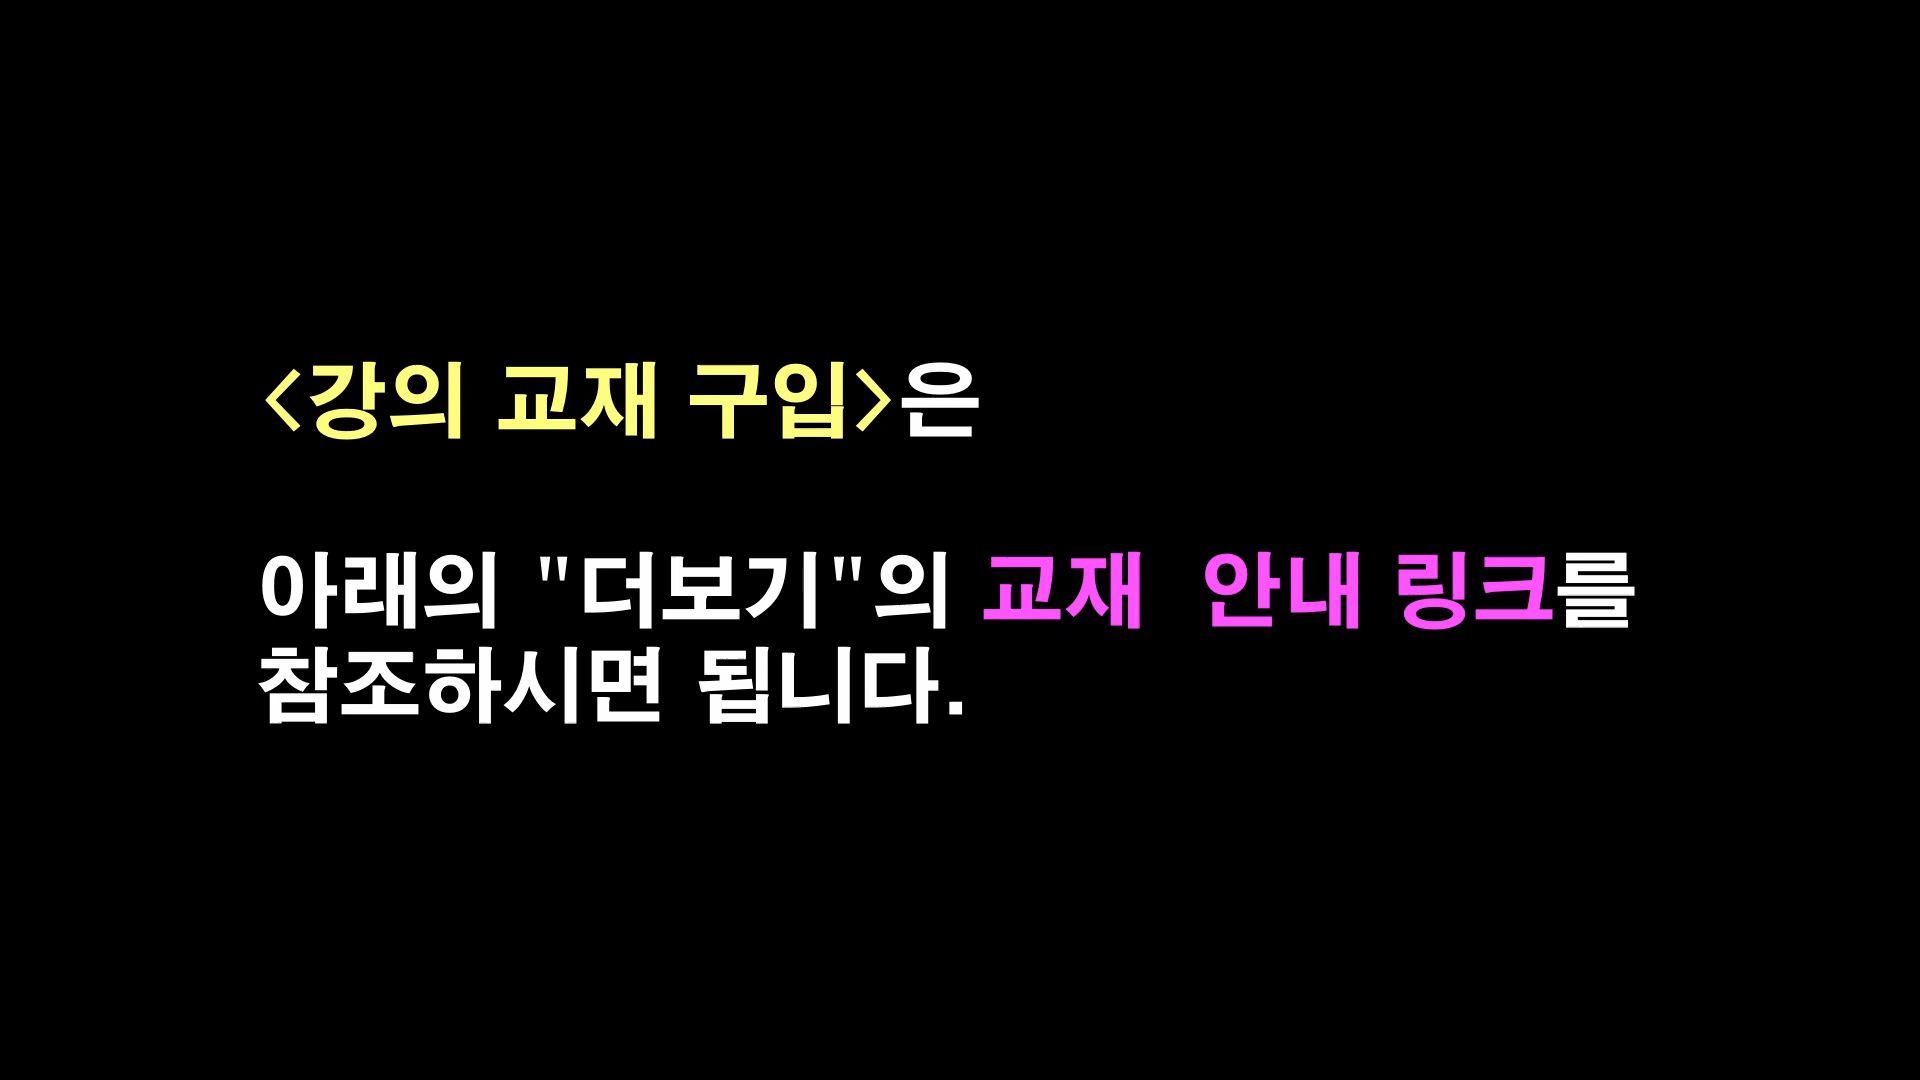 <강의 교재 구입>은
아래의 "더보기"의 교재  안내 링크를
참조하시면 됩니다.